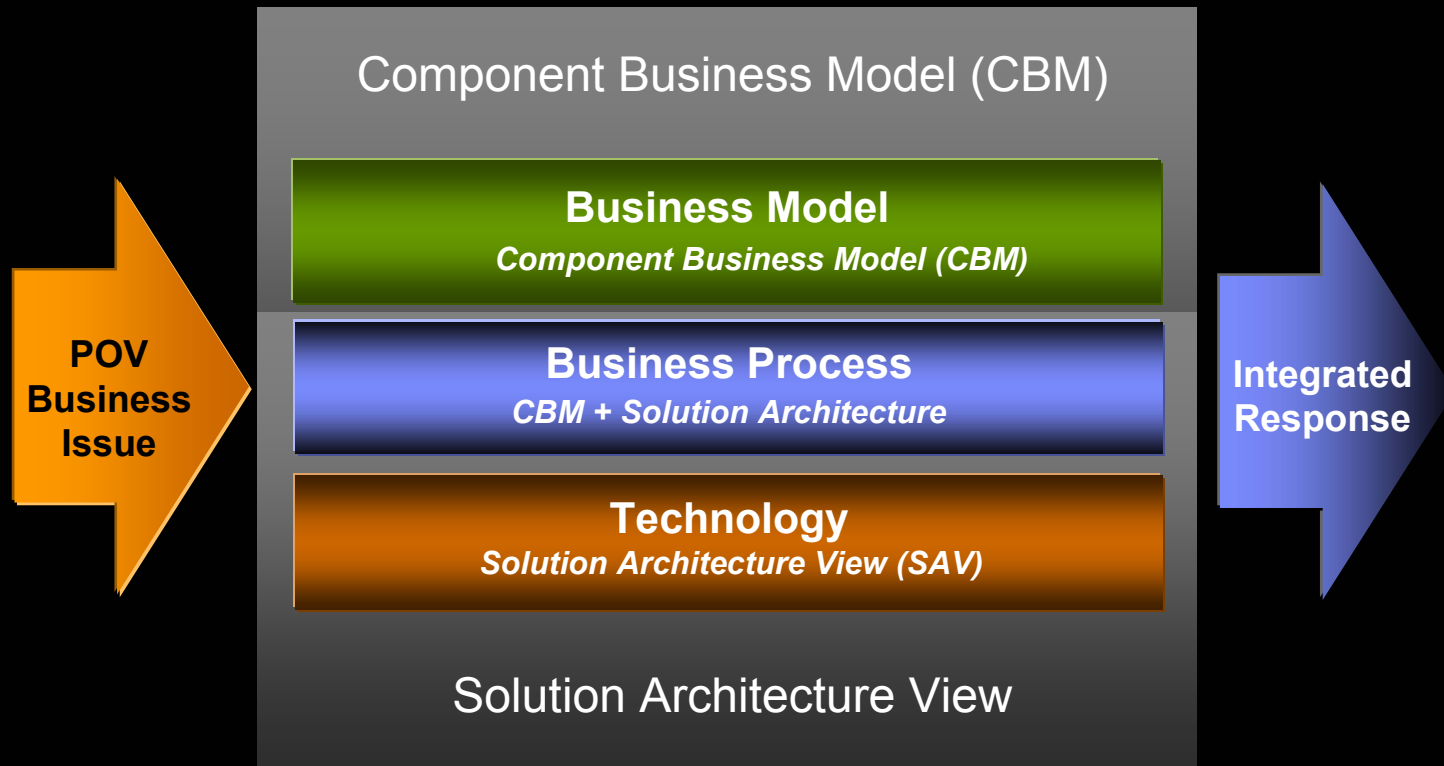 Component Business Model (CBM)
Business Model
Component Business Model (CBM)
POV
Business
Issue
Business Process
CBM + Solution Architecture
Integrated
Response
Technology
Solution Architecture View (SAV)
Solution Architecture View